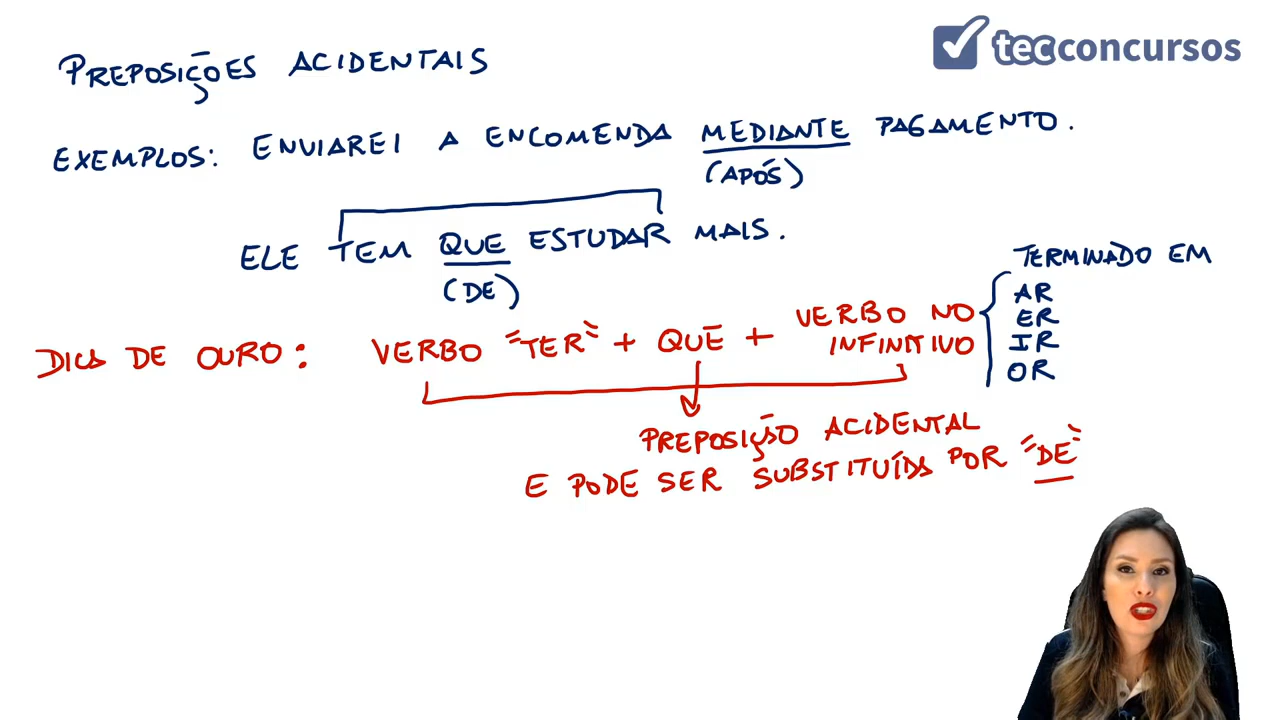 tecconcursos
PREPOSIÇÕES ACIDENTAIS
EXEMPLOS: ENVIAREI A ENCOMENDA MEDIANTE PAGAMENTO.
(APÓS)
ELE TEM QUE ESTUDAR MAIS.
(DE)
TERMINADO EM
AR
ER
IR
OR
DICA DE OURO: VERBO "TER" + QUE + VERBO NO
INFINITIVO
PREPOSIÇÃO ACIDENTAL
E PODE SER SUBSTITUÍDA POR "DE"